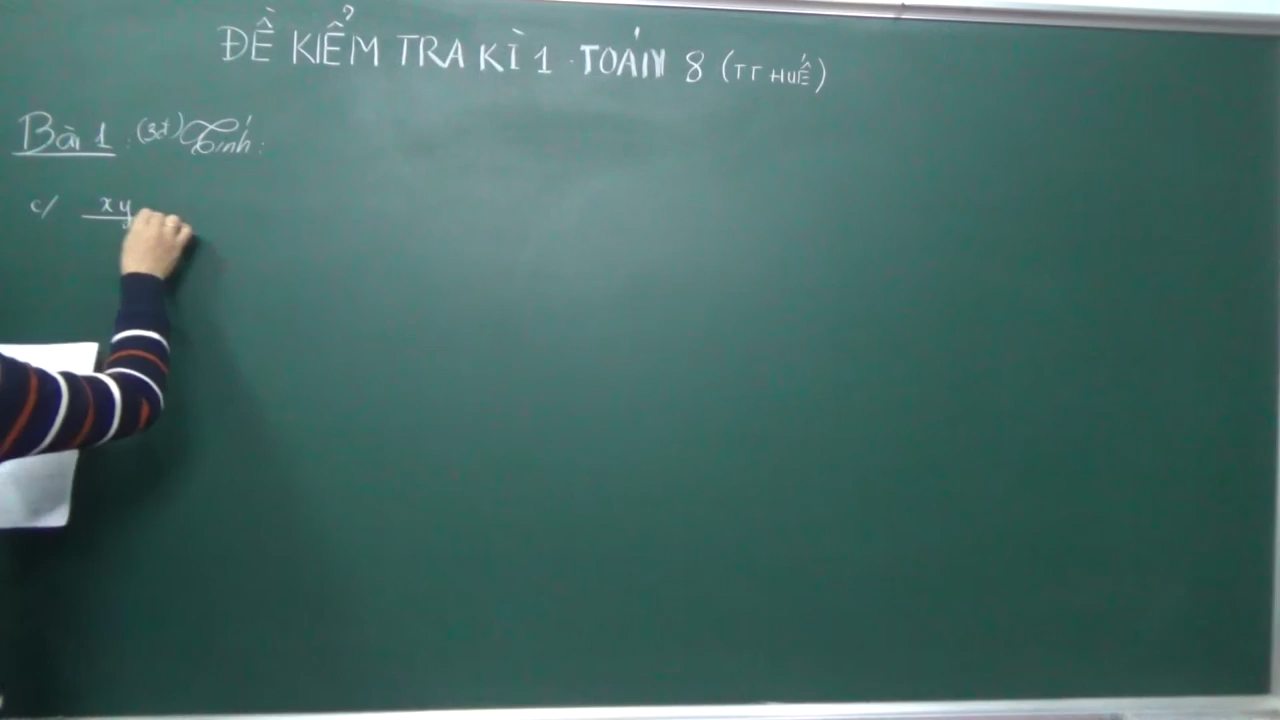 ĐỀ KIỂM TRA KÌ 1 . TOÁN 8 (TT HUẾ)
Bài 1 : (3đ) Tính :
c/ xy